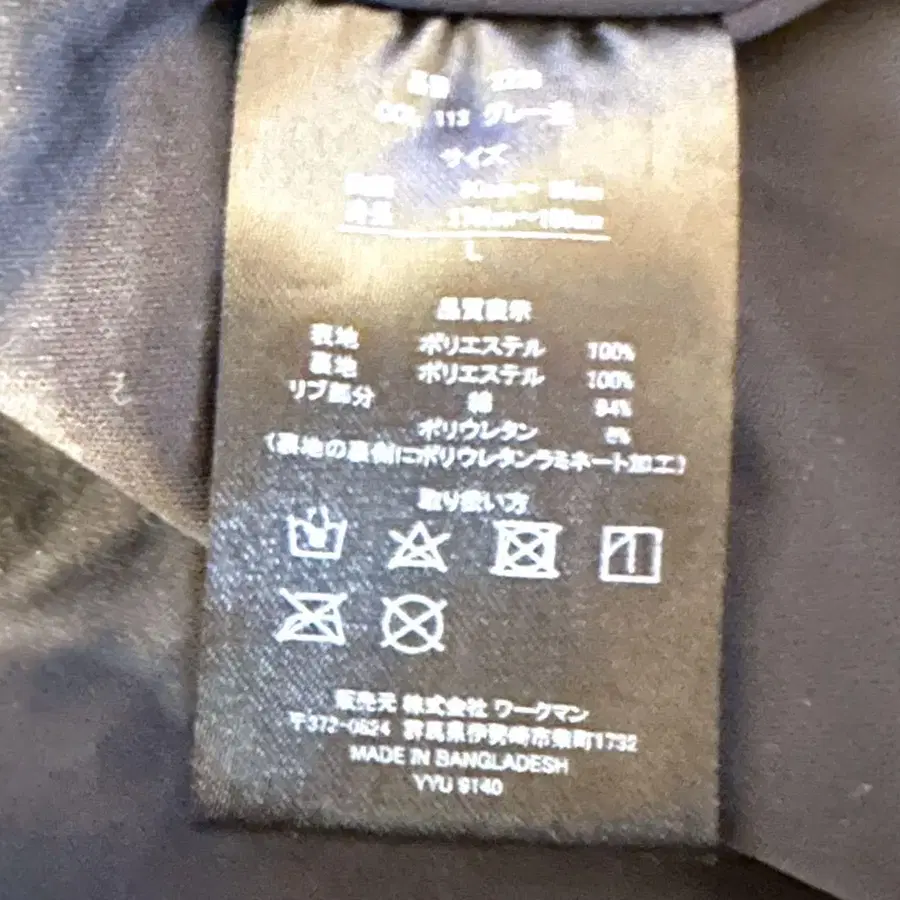 品番
COL 113 グレー
サイズ
L
品質表示
表地 ポリエステル 100%
裏地 ポリエステル 100%
リブ部分 綿 94%
ポリウレタン 6%
(表地の裏側にポリウレタンラミネート加工)
取り扱い方
販売元 株式会社 ワークマン
〒372-0824 群馬県伊勢崎市柴町1732
MADE IN BANGLADESH
YYU 9140